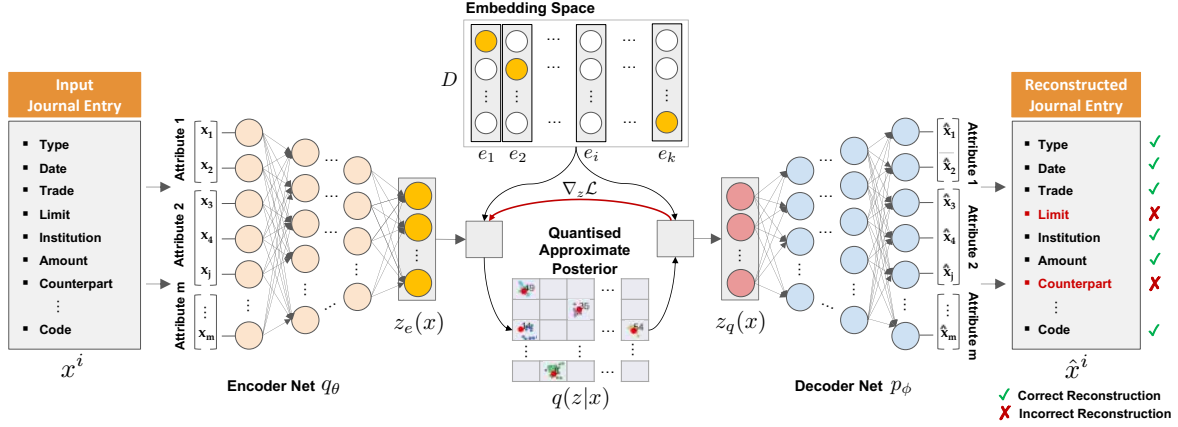 Embedding Space
D
e1 e2 ei ek
Input
Journal Entry
Type
Date
Trade
Limit
Institution
Amount
Counterpart
Code
x^i
Attribute 1
Attribute 2
Attribute m
x1
x2
x3
x4
xj
xm
Encoder Net qθ
z_e(x)
∇_z ℒ
Quantised
Approximate
Posterior
q(z|x)
z_q(x)
Decoder Net pϕ
x̂1
x̂2
x̂3
x̂4
x̂j
x̂m
Attribute 1
Attribute 2
Attribute m
Reconstructed
Journal Entry
Type ✓
Date ✓
Trade ✓
Limit ✗
Institution ✓
Amount ✓
Counterpart ✗
Code ✓
x̂^i
✓ Correct Reconstruction
✗ Incorrect Reconstruction